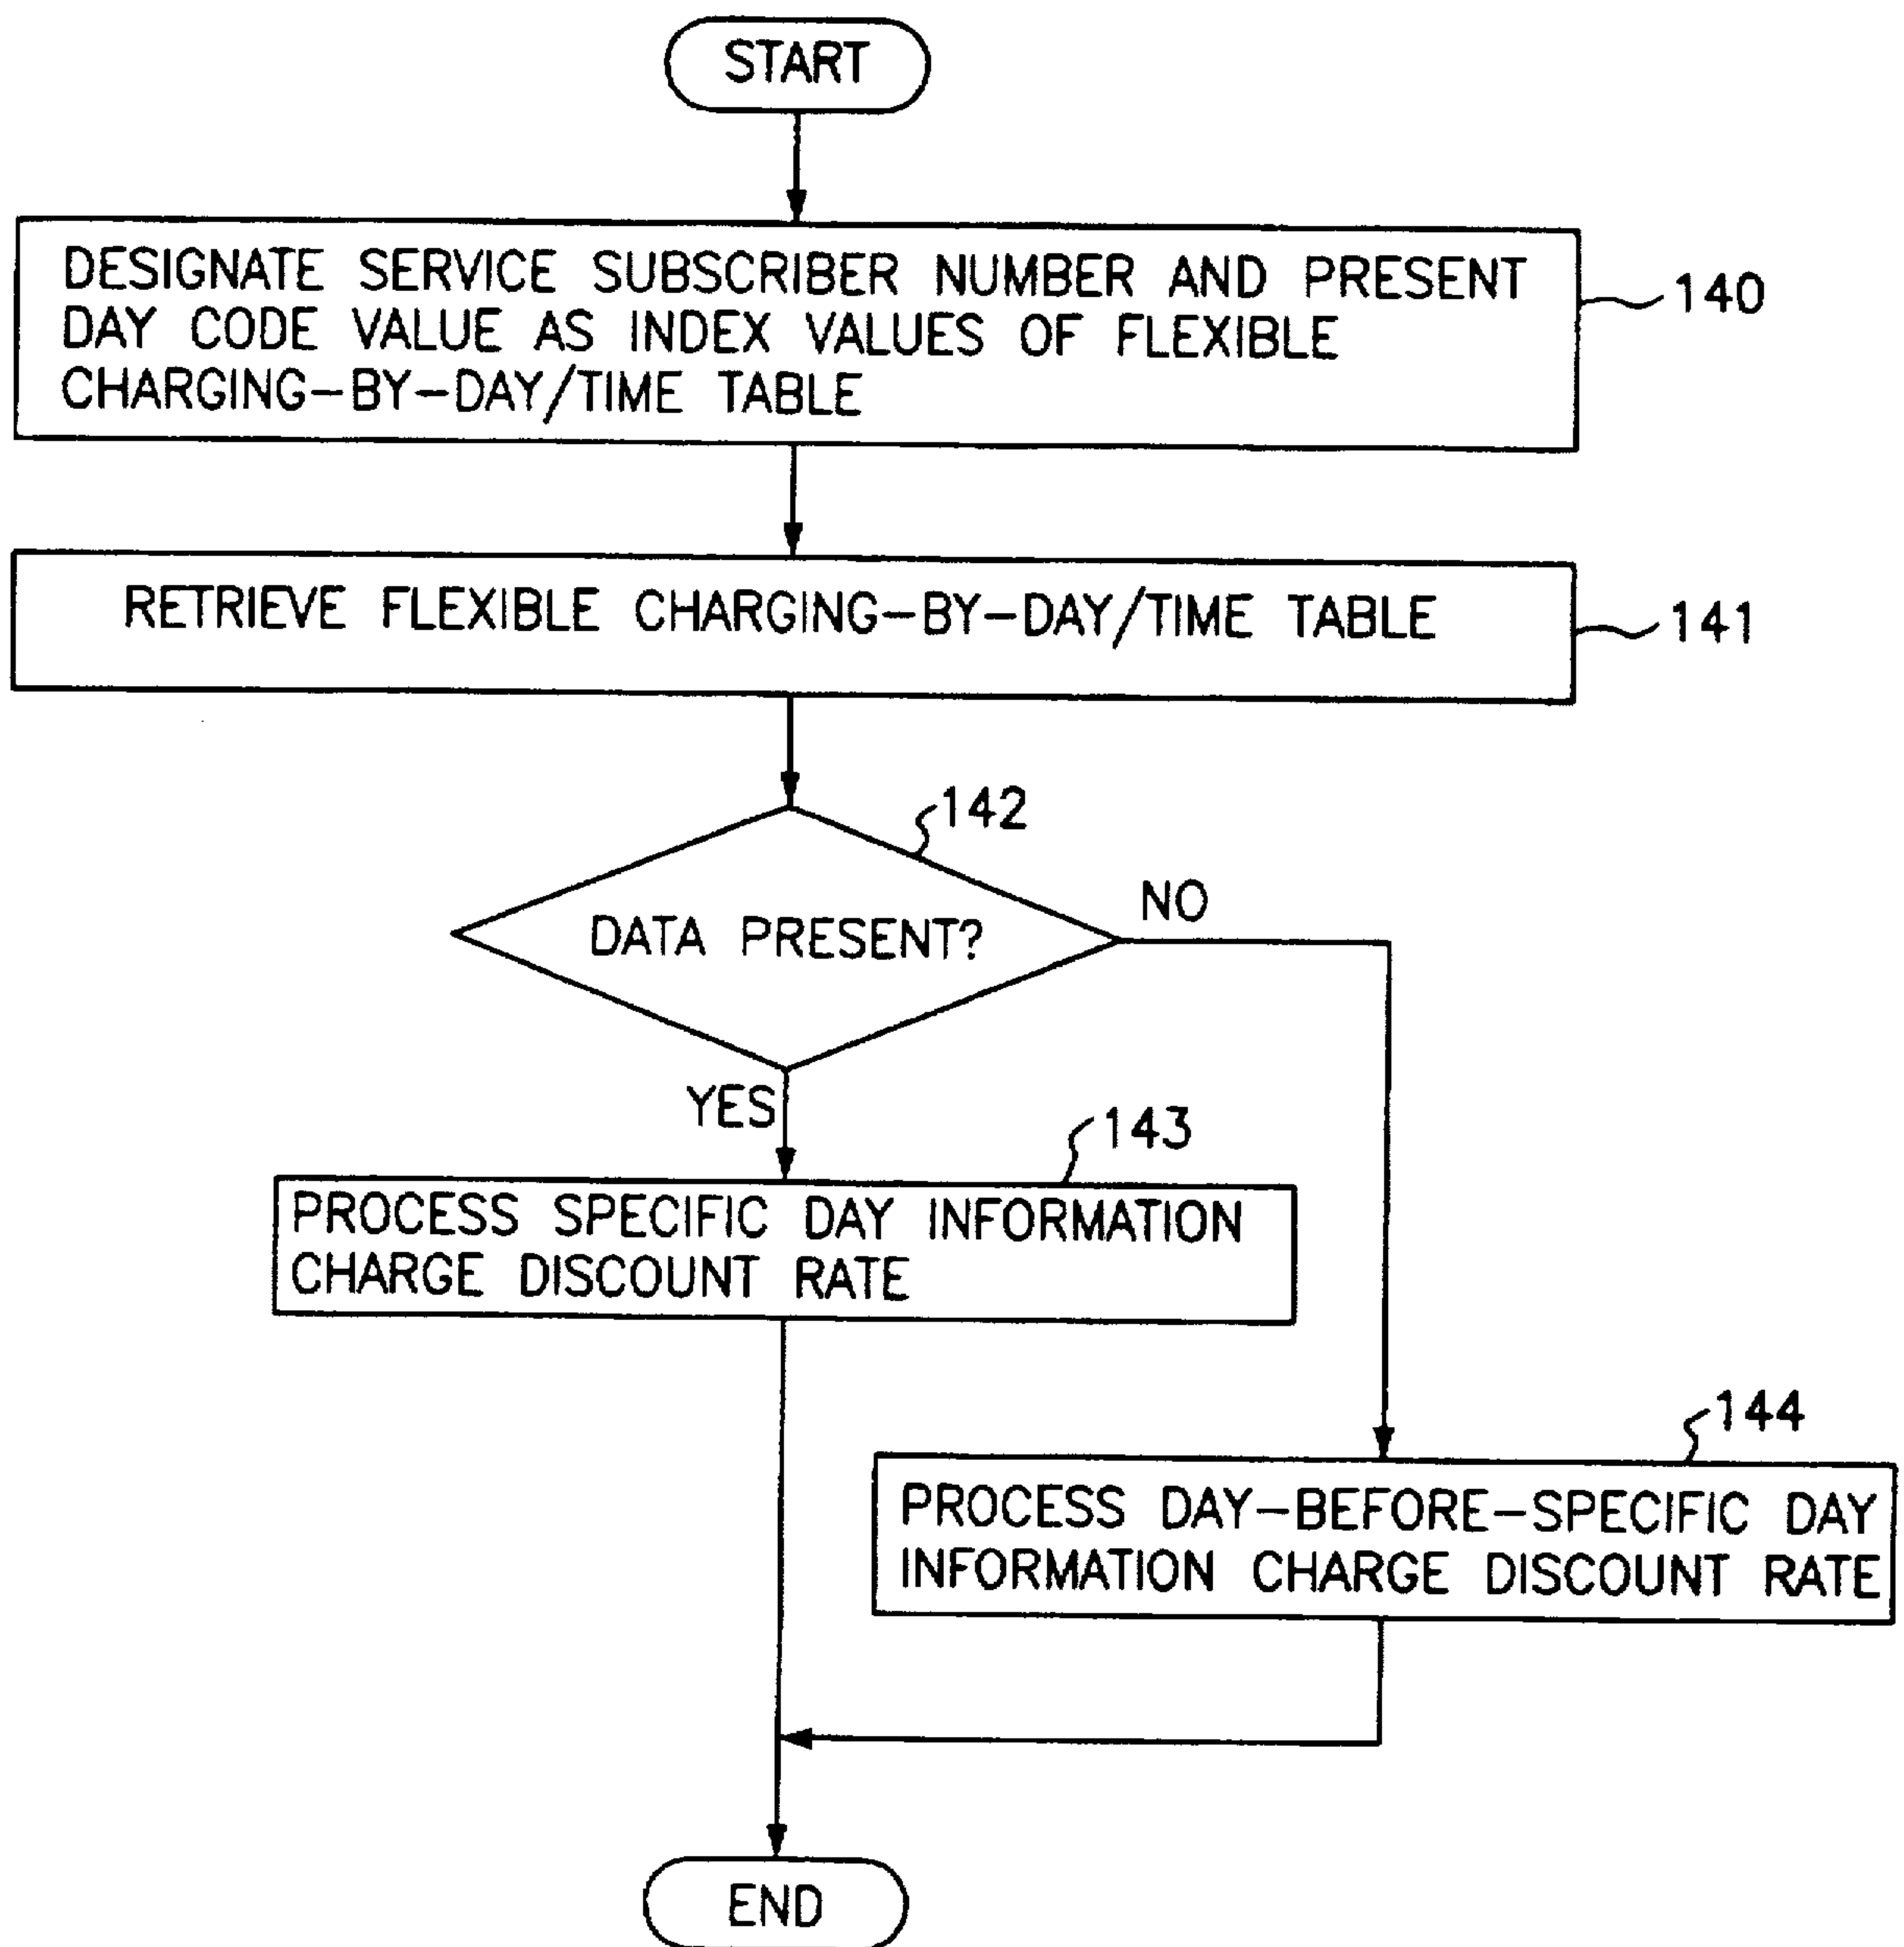 START
DESIGNATE SERVICE SUBSCRIBER NUMBER AND PRESENT
DAY CODE VALUE AS INDEX VALUES OF FLEXIBLE
CHARGING-BY-DAY/TIME TABLE
140
RETRIEVE FLEXIBLE CHARGING-BY-DAY/TIME TABLE
141
142
DATA PRESENT?
NO
YES
143
PROCESS SPECIFIC DAY INFORMATION
CHARGE DISCOUNT RATE
144
PROCESS DAY-BEFORE-SPECIFIC DAY
INFORMATION CHARGE DISCOUNT RATE
END